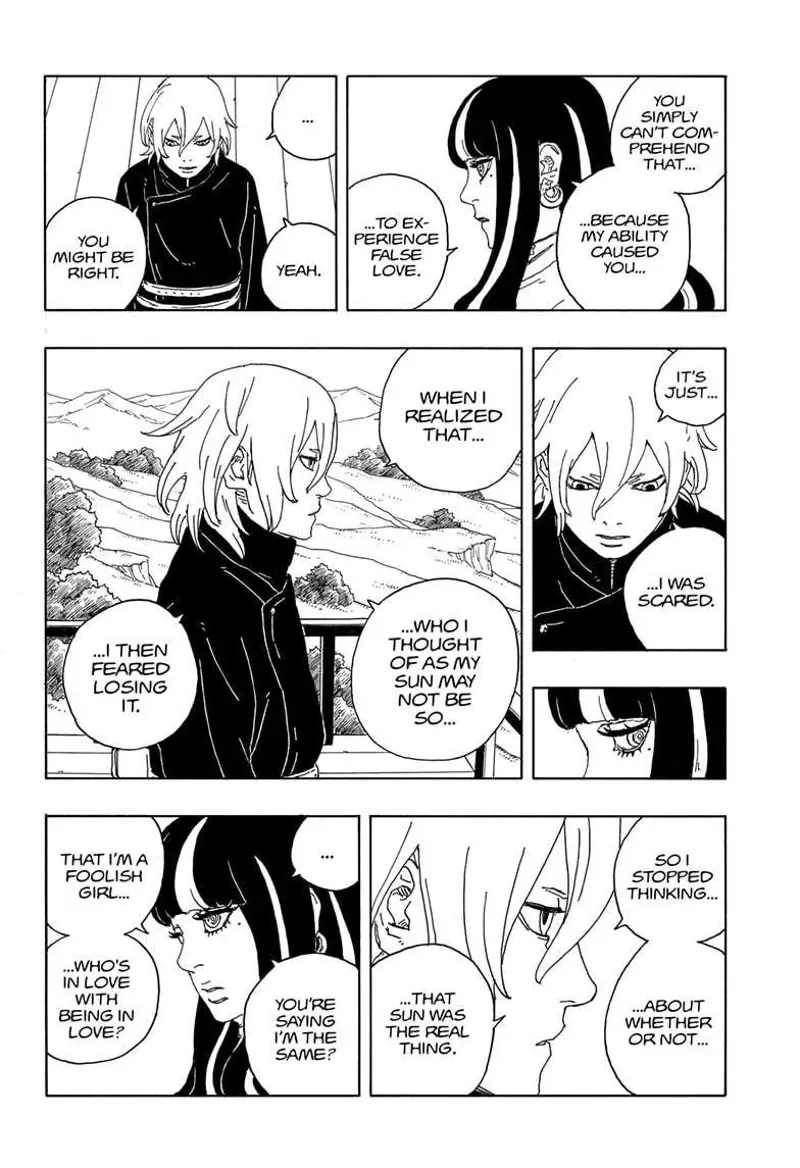 YOU
SIMPLY
CAN'T COM-
PREHEND
THAT...
...BECAUSE
MY ABILITY
CAUSED
YOU...
...TO EX-
PERIENCE
FALSE
LOVE.
...
YEAH.
YOU
MIGHT BE
RIGHT.
IT'S
JUST...
...I WAS
SCARED.
WHEN I
REALIZED
THAT...
...WHO I
THOUGHT
OF AS MY
SUN MAY
NOT BE
SO...
...I THEN
FEARED
LOSING
IT.
SO I
STOPPED
THINKING...
...ABOUT
WHETHER
OR NOT...
...THAT
SUN WAS
THE REAL
THING.
...
YOU'RE
SAYING
I'M THE
SAME?
THAT I'M A
FOOLISH
GIRL...
...WHO'S
IN LOVE
WITH
BEING IN
LOVE?